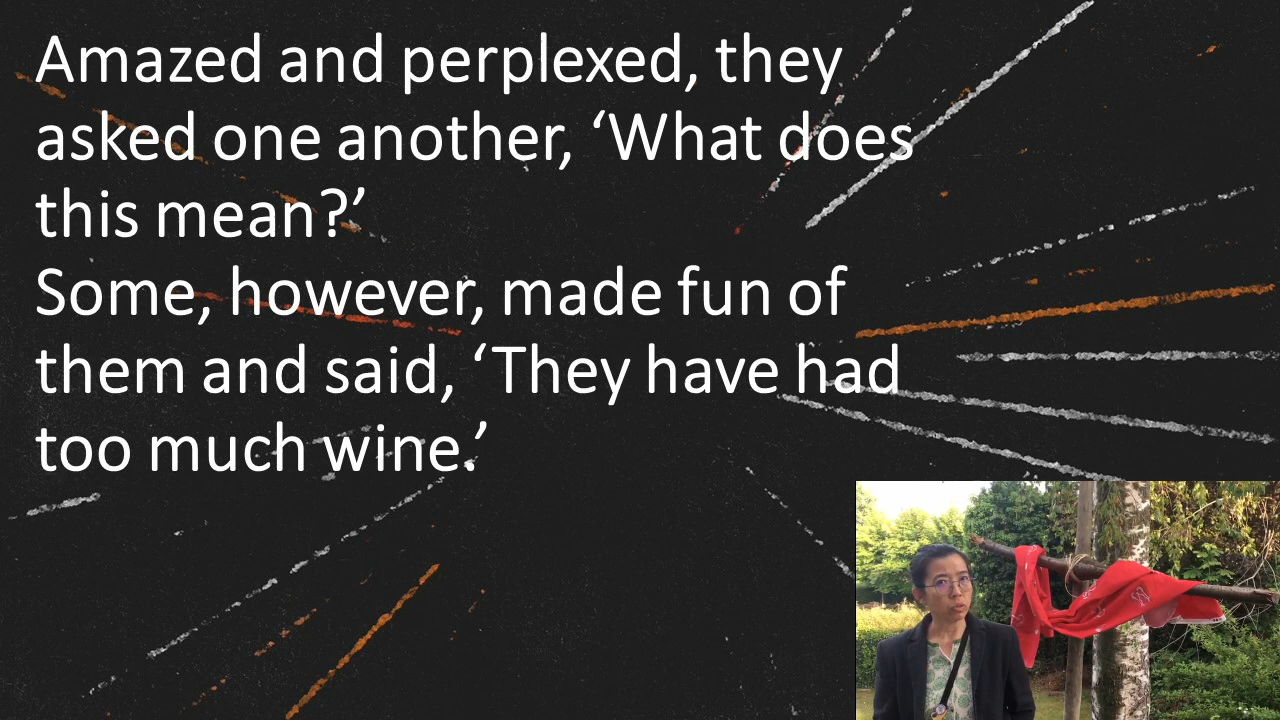 Amazed and perplexed, they
asked one another, ‘What does
this mean?’
Some, however, made fun of
them and said, ‘They have had
too much wine.’